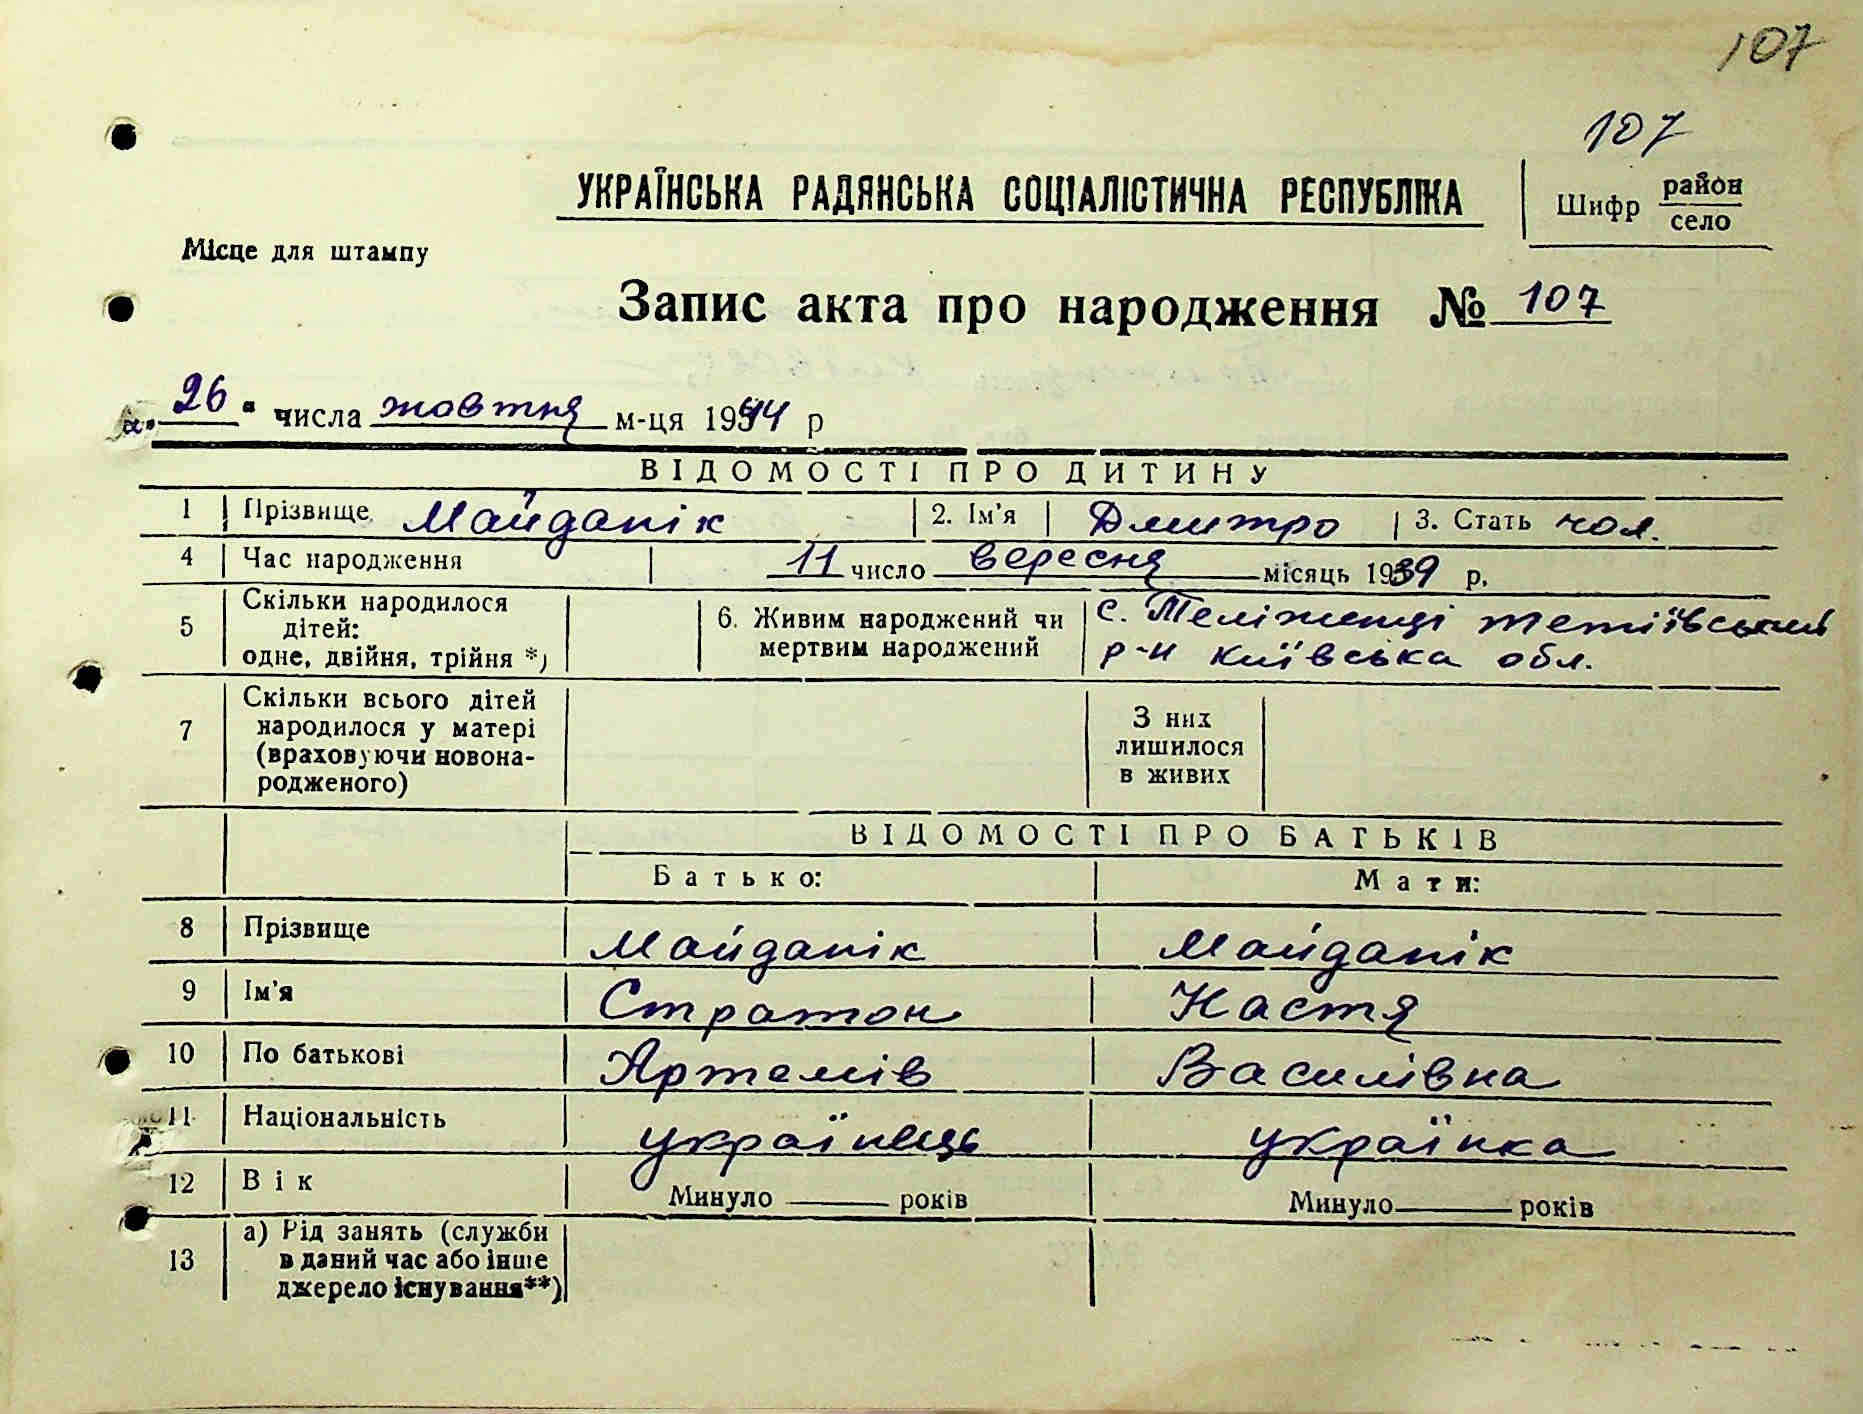 107
107
УКРАЇНСЬКА РАДЯНСЬКА СОЦІАЛІСТИЧНА РЕСПУБЛІКА
Шифр район
село
Місце для штампу
Запис акта про народження № 107
26 " числа жовтня м-ця 1944 р
ВІДОМОСТІ ПРО ДИТИНУ
1 Прізвище Майданік 2. Ім'я Дмитро 3. Стать чол.
4 Час народження 11 число вересня місяць 1939 р.
5 Скільки народилося дітей: одне, двійня, трійня *)
6. Живим народжений чи мертвим народжений
с. Теліжинці тетіївський
р-н київська обл.
7 Скільки всього дітей народилося у матері (враховуючи новонародженого)
З них лишилося в живих
ВІДОМОСТІ ПРО БАТЬКІВ
Батько: Мати:
8 Прізвище Майданік Майданік
9 Ім'я Стратон Настя
10 По батькові Артемів Василівна
11 Національність українець українка
12 Вік Минуло років Минуло років
13 а) Рід занять (служби
в даний час або інше
джерело існування**)